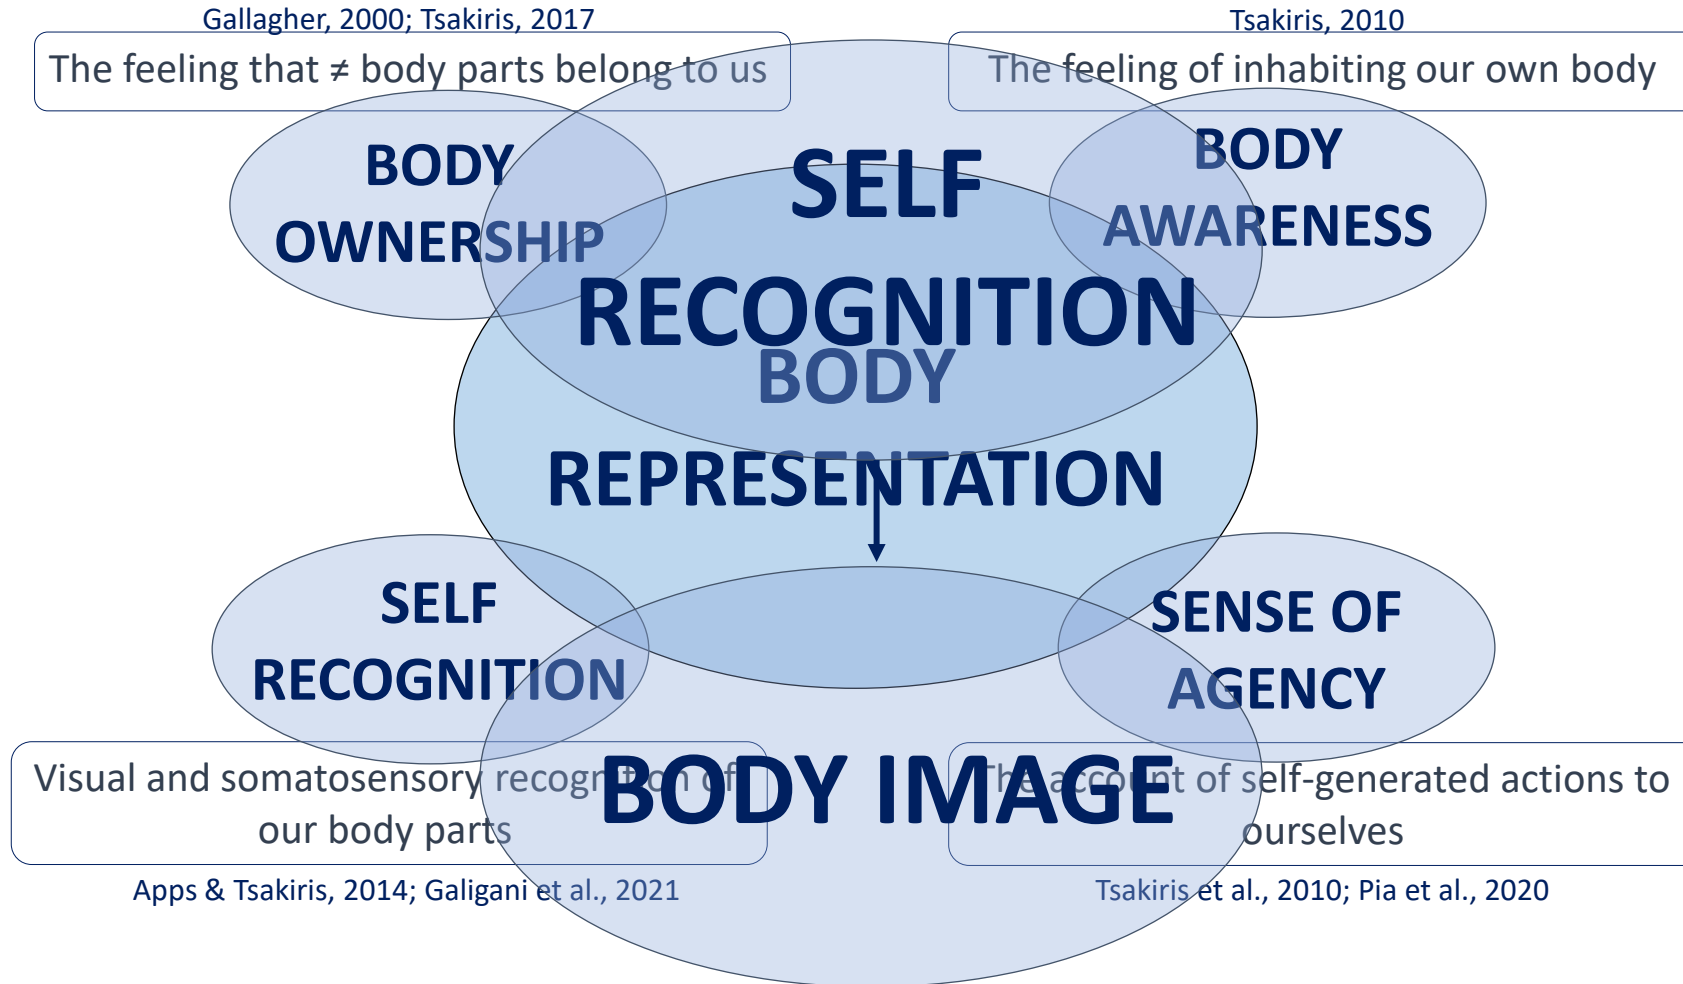 Gallagher, 2000; Tsakiris, 2017
Tsakiris, 2010
The feeling that ≠ body parts belong to us
The feeling of inhabiting our own body
BODY
OWNERSHIP
SELF
RECOGNITION
BODY
AWARENESS
BODY
REPRESENTATION
SELF
RECOGNITION
SENSE OF
AGENCY
BODY IMAGE
Visual and somatosensory recognition of
our body parts
The account of self-generated actions to
ourselves
Apps & Tsakiris, 2014; Galigani et al., 2021
Tsakiris et al., 2010; Pia et al., 2020